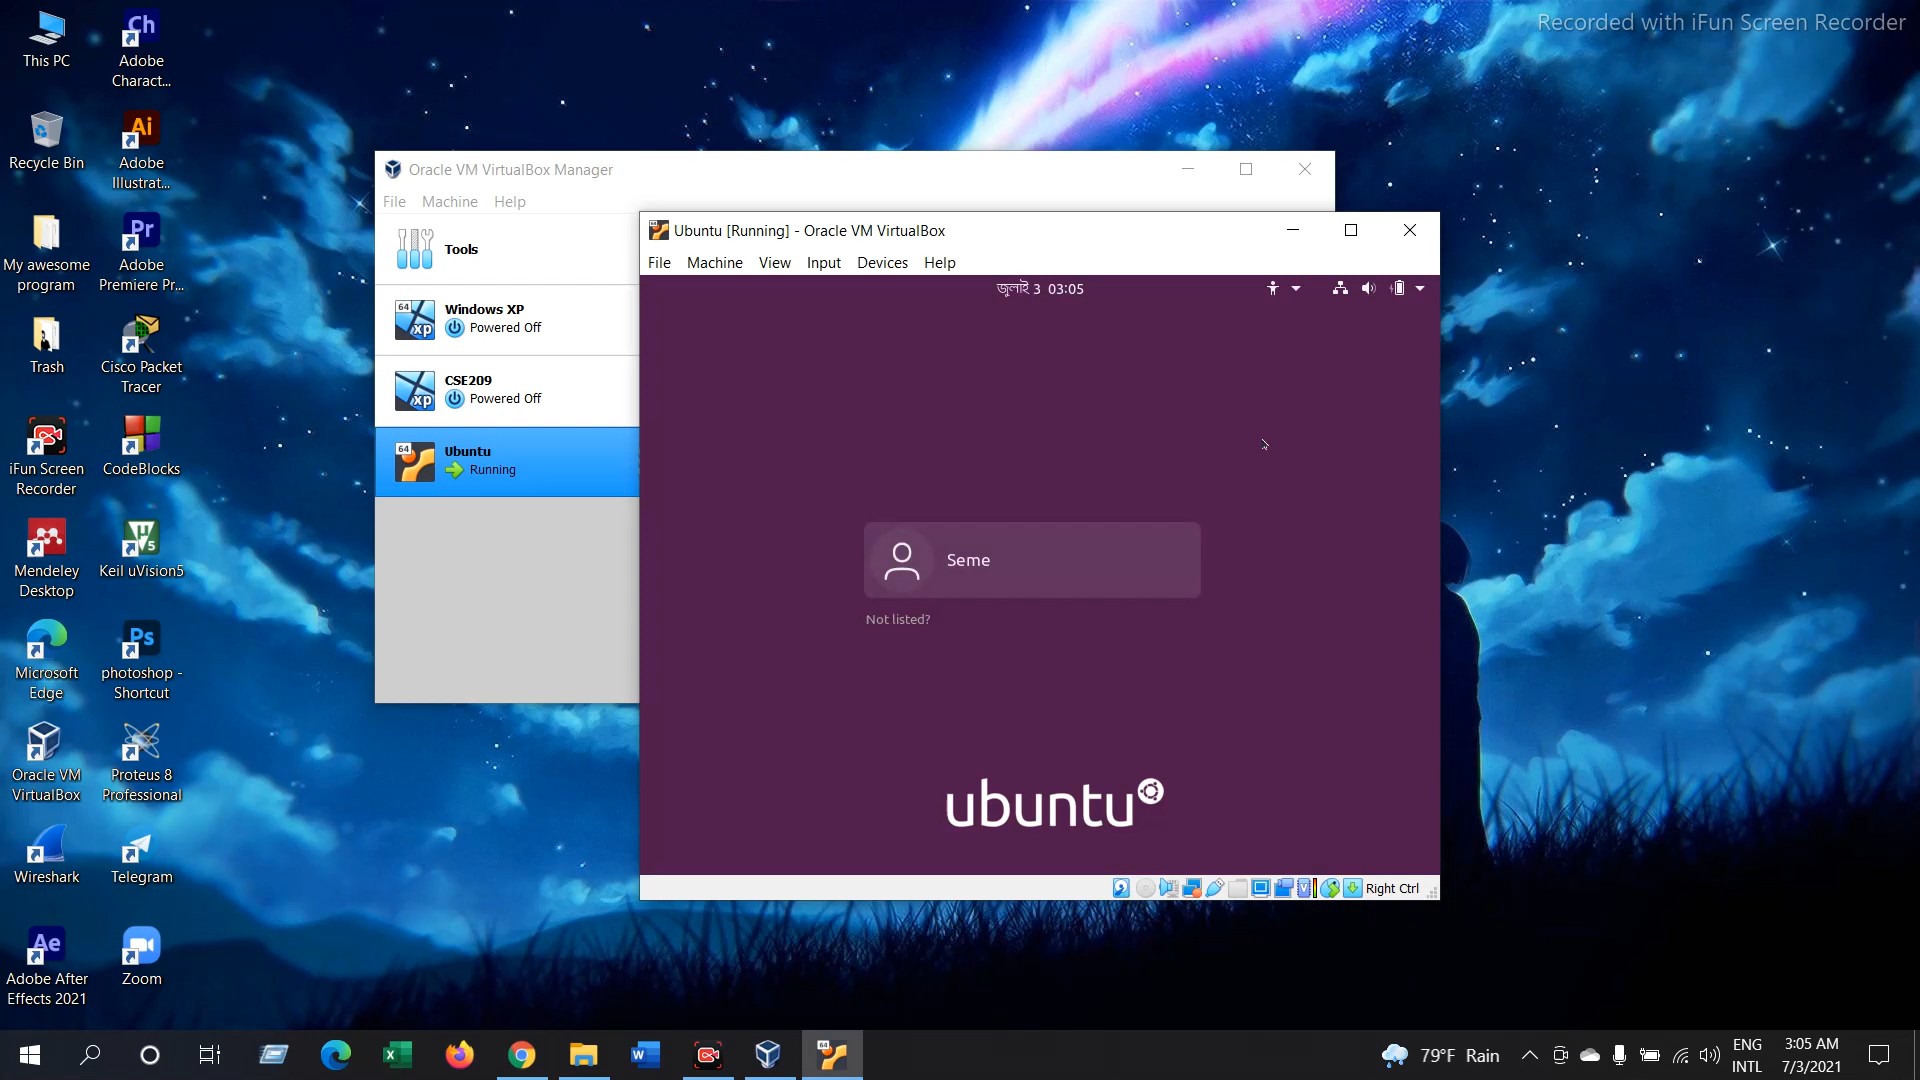 Recorded with iFun Screen Recorder
This PC
Adobe
Charact...
Recycle Bin
Adobe
Illustrat...
My awesome
program
Adobe
Premiere Pr...
Trash
Cisco Packet
Tracer
iFun Screen
Recorder
CodeBlocks
Mendeley
Desktop
Keil uVision5
Microsoft
Edge
photoshop -
Shortcut
Oracle VM
VirtualBox
Proteus 8
Professional
Wireshark
Telegram
Adobe After
Effects 2021
Zoom
Oracle VM VirtualBox Manager
File Machine Help
Tools
Windows XP
Powered Off
CSE209
Powered Off
Ubuntu
Running
Ubuntu [Running] - Oracle VM VirtualBox
File Machine View Input Devices Help
জুলাই 3 03:05
Seme
Not listed?
ubuntu
Right Ctrl
79°F Rain
ENG
INTL
3:05 AM
7/3/2021